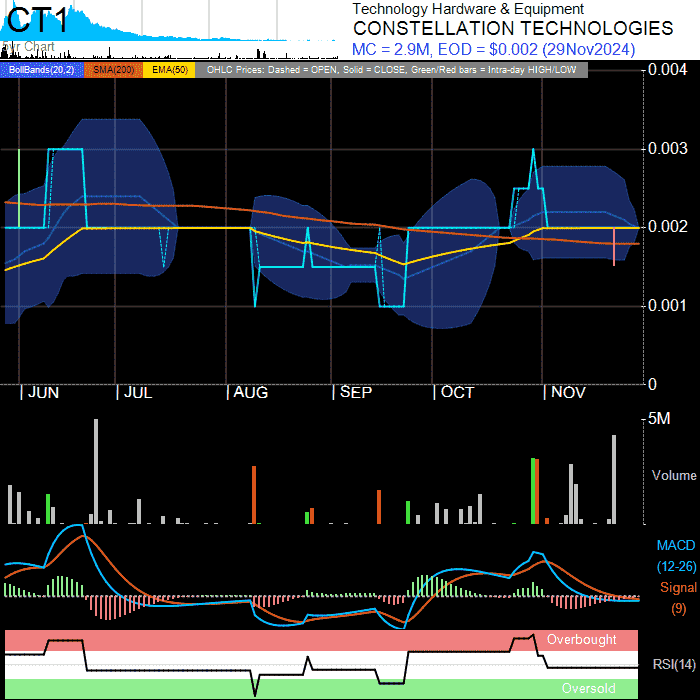 CT1
Technology Hardware & Equipment
CONSTELLATION TECHNOLOGIES
MC = 2.9M, EOD = $0.002 (29Nov2024)
BollBands(20,2) SMA(200) EMA(50) OHLC Prices: Dashed = OPEN, Solid = CLOSE, Green/Red bars = Intra-day HIGH/LOW
0.004
0.003
0.002
0.001
0
JUN JUL AUG SEP OCT NOV
5M
Volume
MACD
(12-26)
Signal
(9)
Overbought
RSI(14)
Oversold